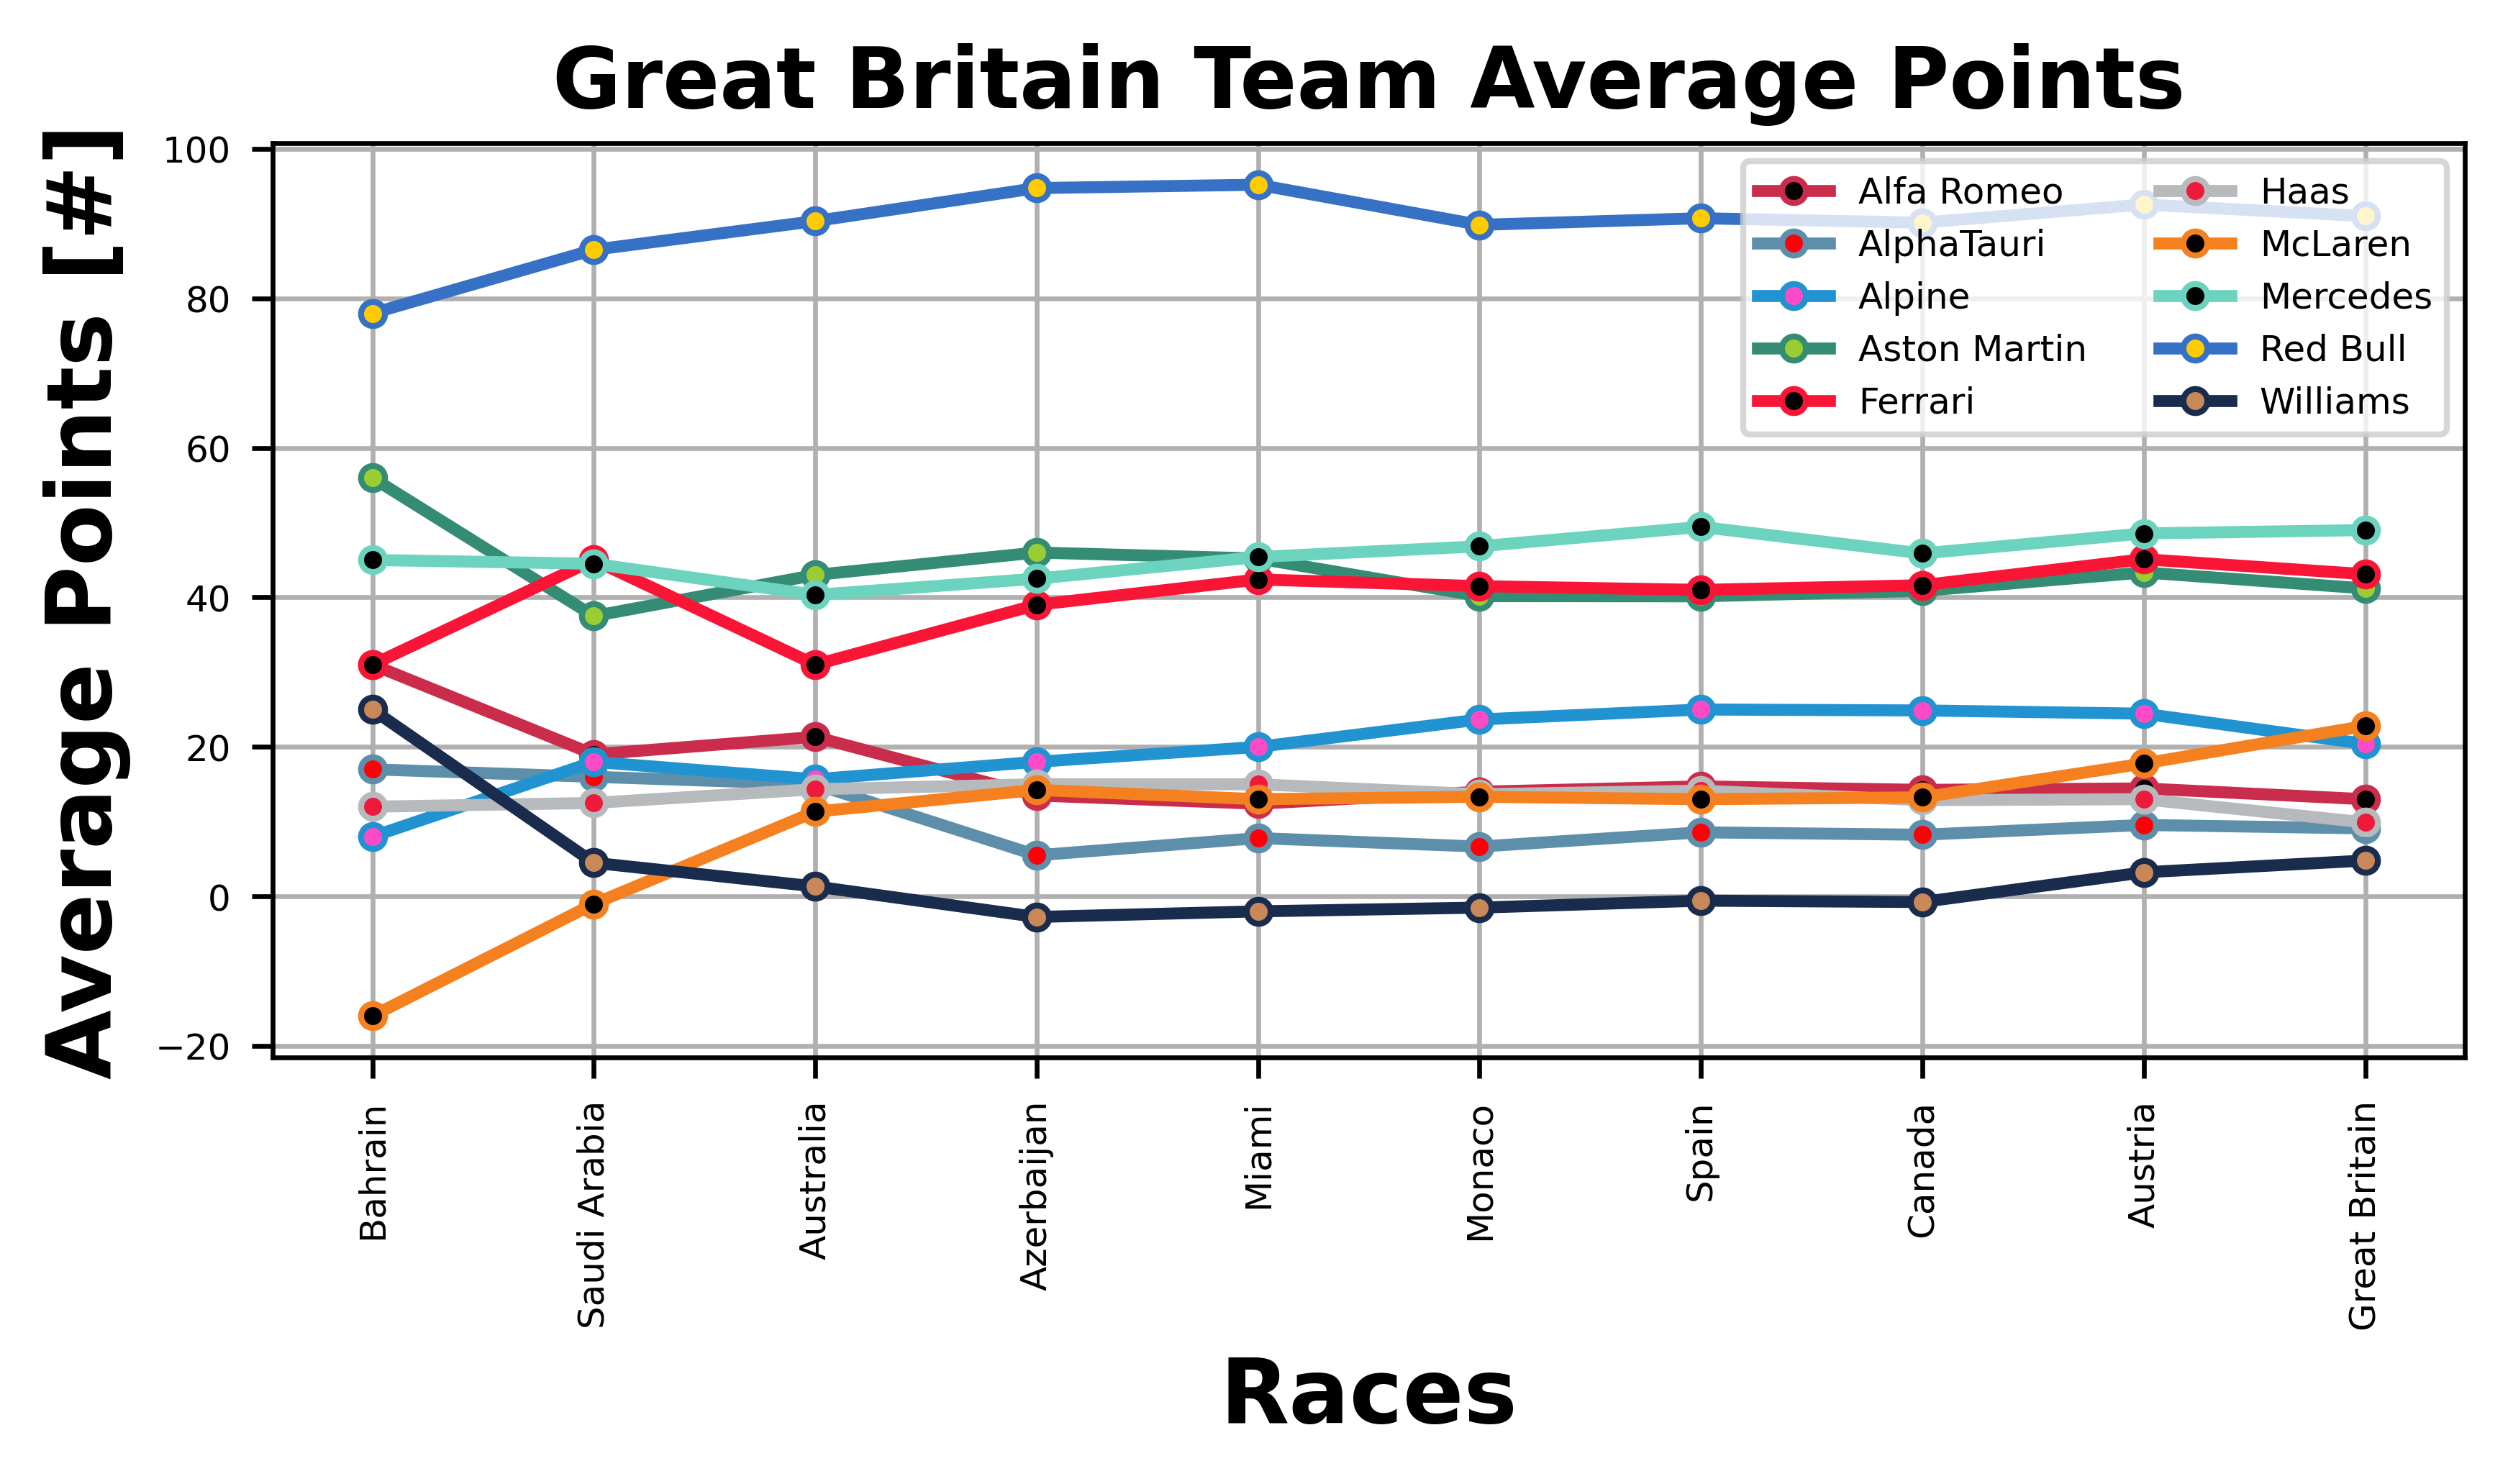 Great Britain Team Average Points
Average Points [#]
100
80
60
40
20
0
−20
Alfa Romeo
AlphaTauri
Alpine
Aston Martin
Ferrari
Haas
McLaren
Mercedes
Red Bull
Williams
Bahrain
Saudi Arabia
Australia
Azerbaijan
Miami
Monaco
Spain
Canada
Austria
Great Britain
Races